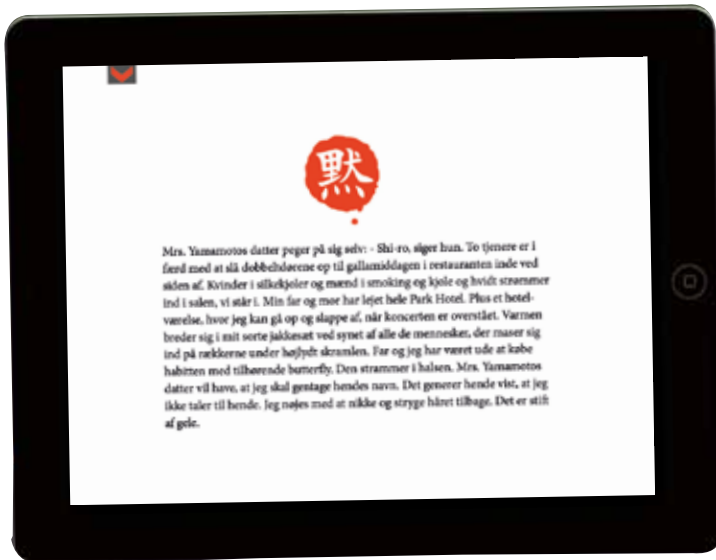 黙
Mrs. Yamamotos datter peger på sig selv: - Shi-ro, siger hun. To tjenere er i
færd med at slå dobbeltdørene op til gallamiddagen i restauranten inde ved
siden af. Kvinder i silkekjoler og mænd i smoking og kjole og hvidt strømmer
ind i salen, vi står i. Min far og mor har lejet hele Park Hotel. Plus et hotel-
værelse, hvor jeg kan gå op og slappe af, når koncerten er overstået. Varmen
breder sig i mit sorte jakkesæt ved synet af alle de mennesker, der maser sig
ind på rækkerne under højlydt skramlen. Far og jeg har været ude at købe
habitten med tilhørende butterfly. Den strammer i halsen. Mrs. Yamamotos
datter vil have, at jeg skal gentage hendes navn. Det generer hende vist, at jeg
ikke taler til hende. Jeg nøjes med at nikke og stryge håret tilbage. Det er stift
af gele.